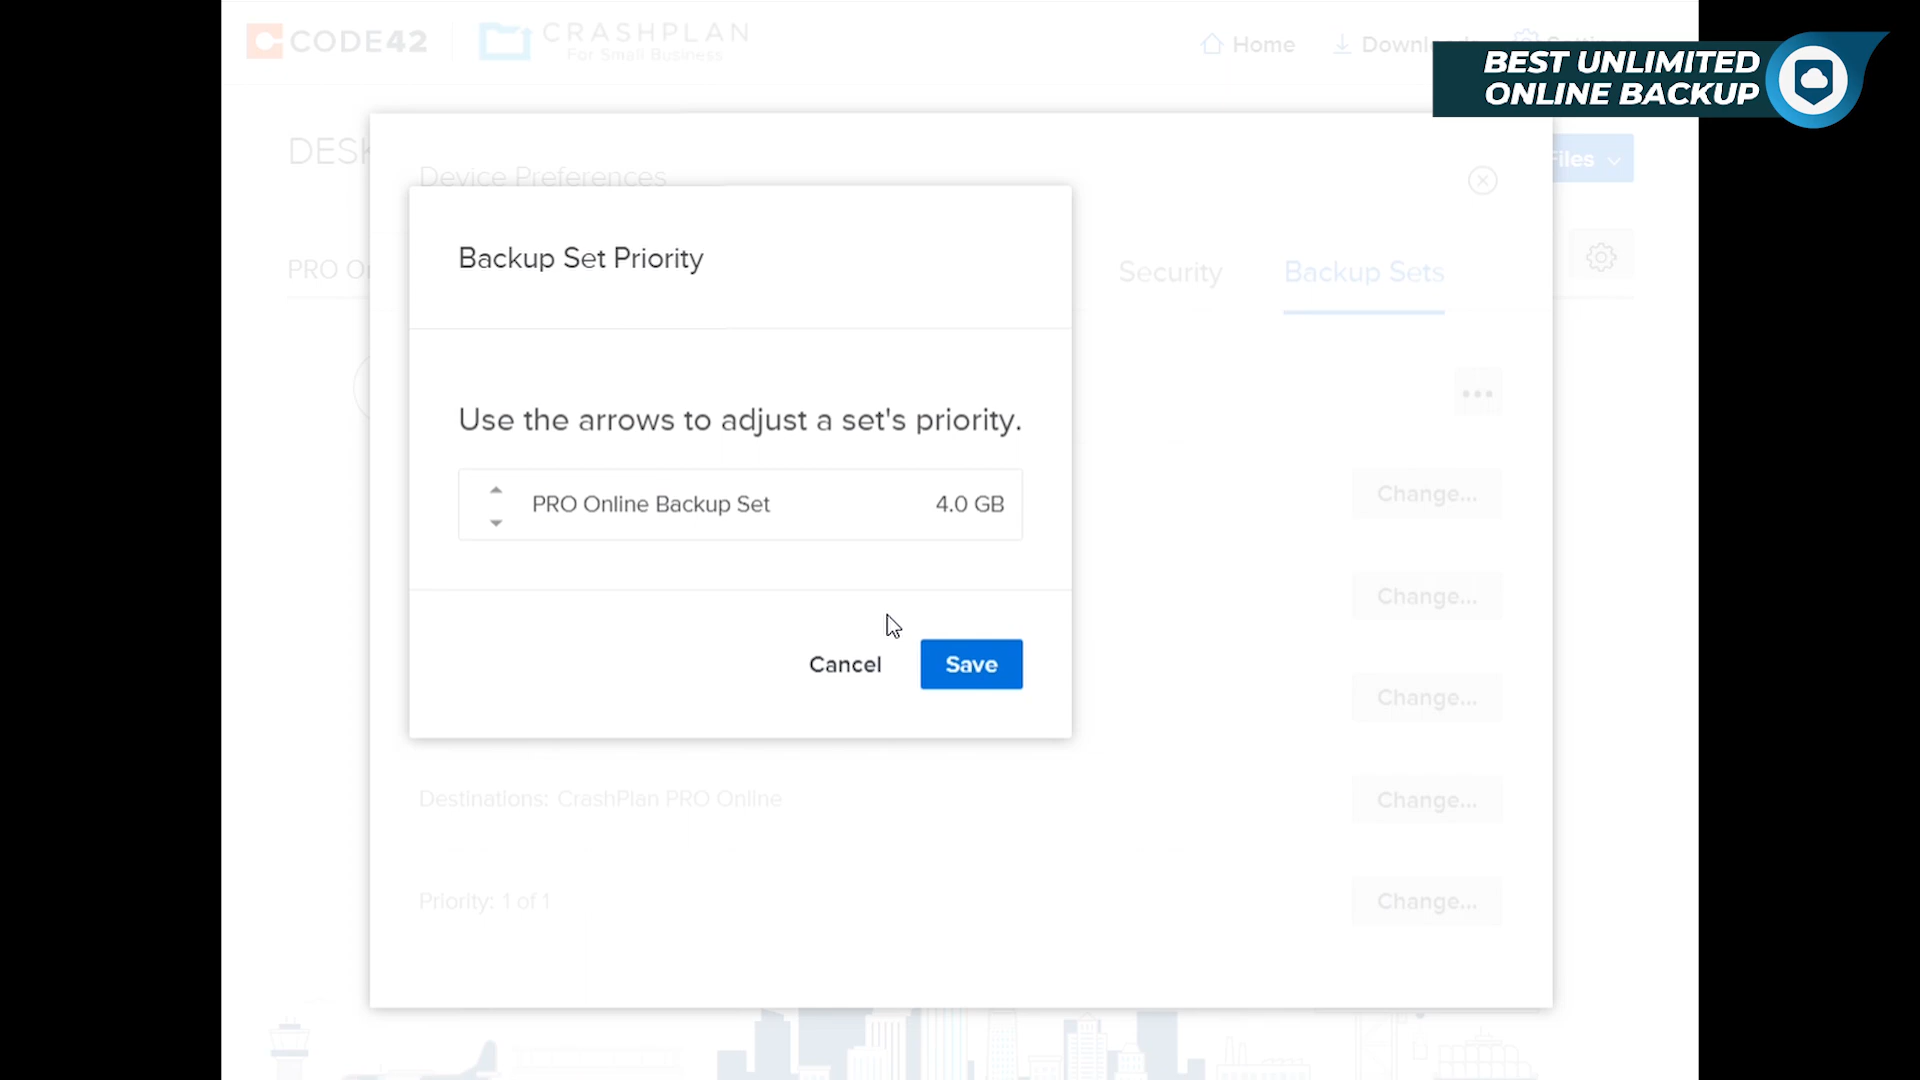 CODE42
CRASHPLAN
For Small Business
Home
BEST UNLIMITED
ONLINE BACKUP
Files
Device Preferences
Backup Set Priority
Security
Backup Sets
Use the arrows to adjust a set's priority.
PRO Online Backup Set
4.0 GB
Change...
Change...
Cancel
Save
Change...
Destinations: CrashPlan PRO Online
Change...
Priority: 1 of 1
Change...